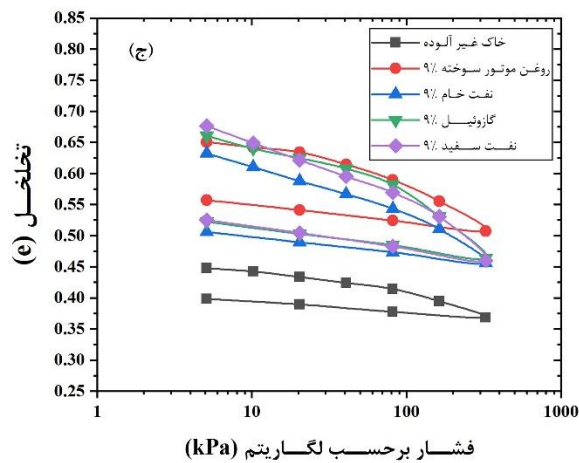 (ج)
خاک غیر آلوده
روغن موتور سوخته ۹٪
نفت خام ۹٪
گازوئیل ۹٪
نفت سفید ۹٪
تخلخل (e)
0.85
0.80
0.75
0.70
0.65
0.60
0.55
0.50
0.45
0.40
0.35
0.30
0.25
1
10
100
1000
فشار برحسب لگاریتم (kPa)